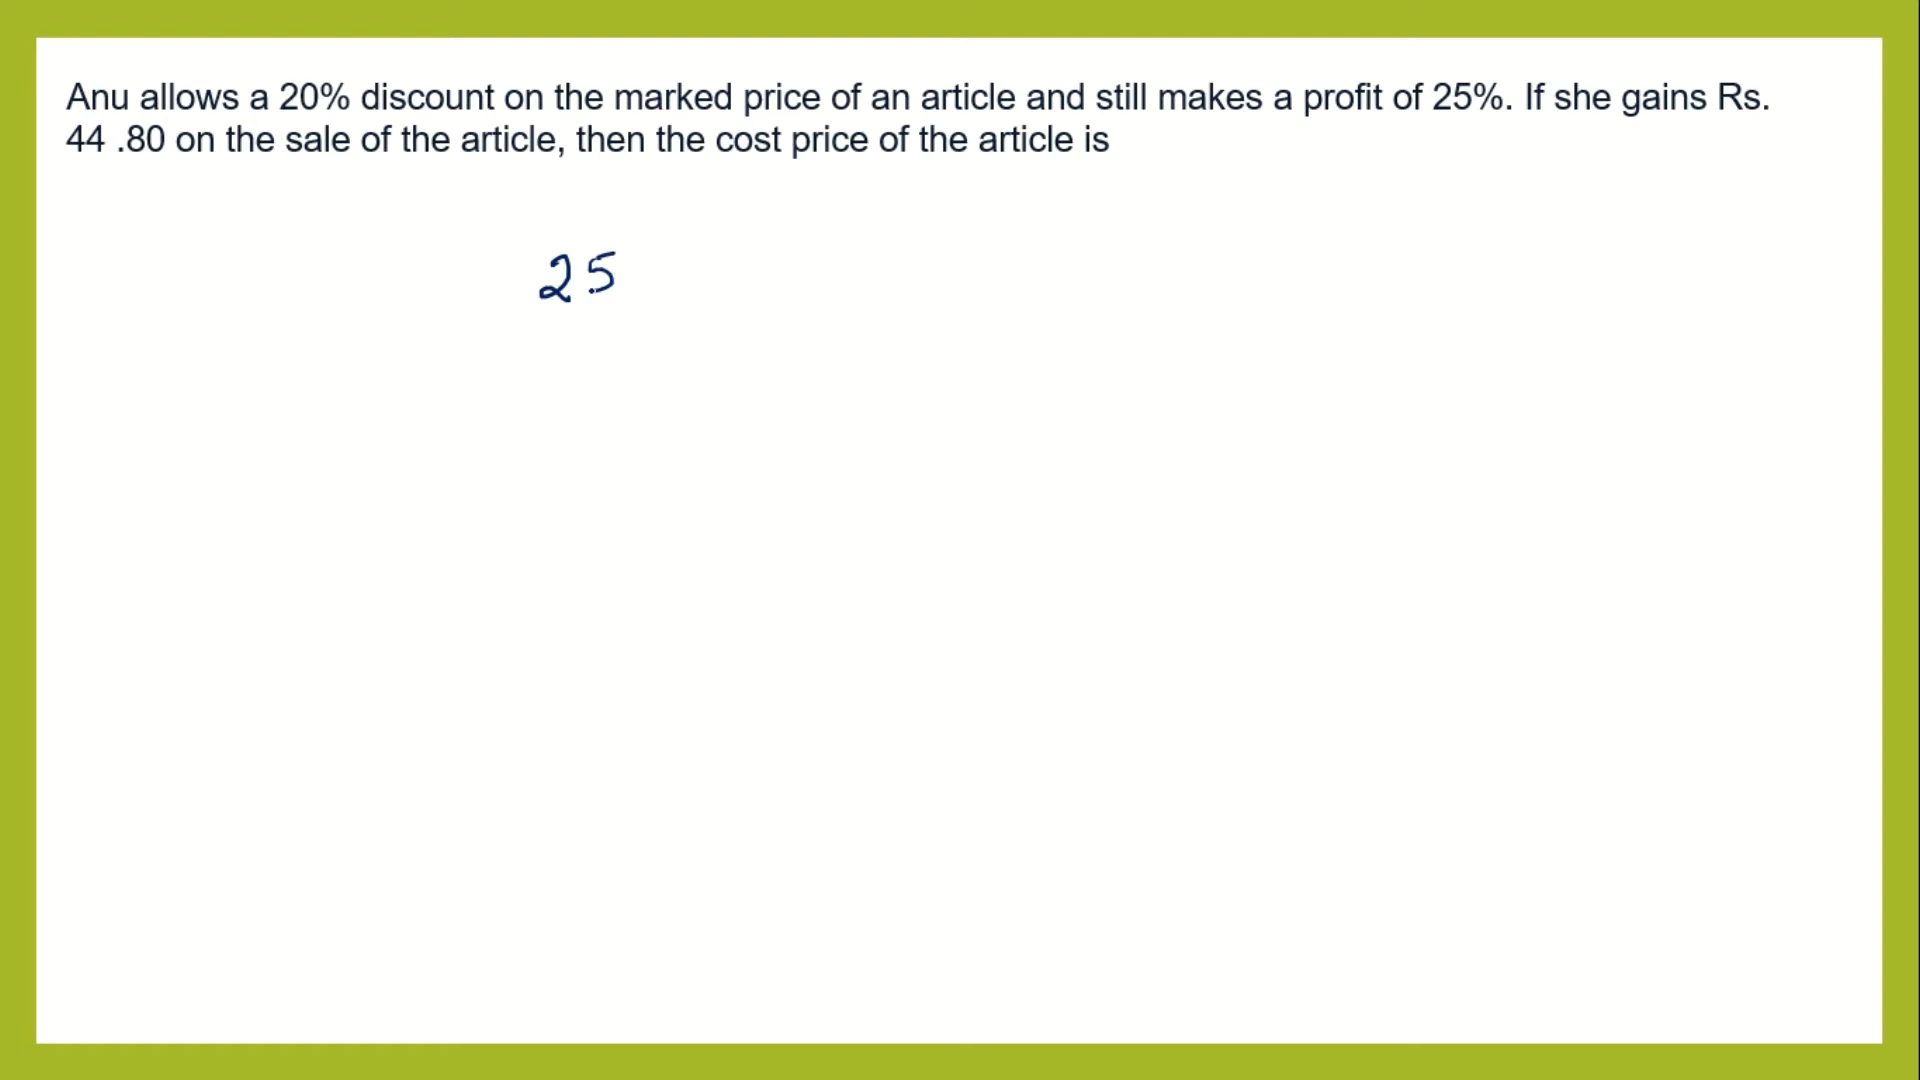 Anu allows a 20% discount on the marked price of an article and still makes a profit of 25%. If she gains Rs.
44 .80 on the sale of the article, then the cost price of the article is
25